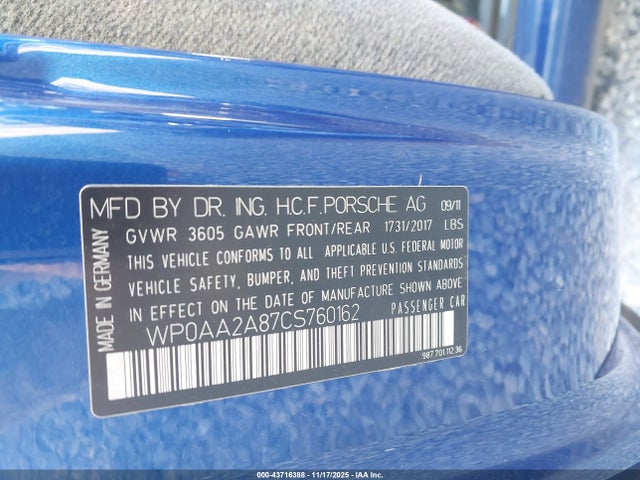 MFD BY DR. ING. H.C.F. PORSCHE AG 09/11
GVWR 3605 GAWR FRONT/REAR 1731/2017 LBS
THIS VEHICLE CONFORMS TO ALL APPLICABLE U.S. FEDERAL MOTOR
VEHICLE SAFETY, BUMPER, AND THEFT PREVENTION STANDARDS
IN EFFECT ON THE DATE OF MANUFACTURE SHOWN ABOVE
WP0AA2A87CS760162 PASSENGER CAR
987.701.112.36
MADE IN GERMANY
000-43716388 | 11/17/2025 | IAA Inc.